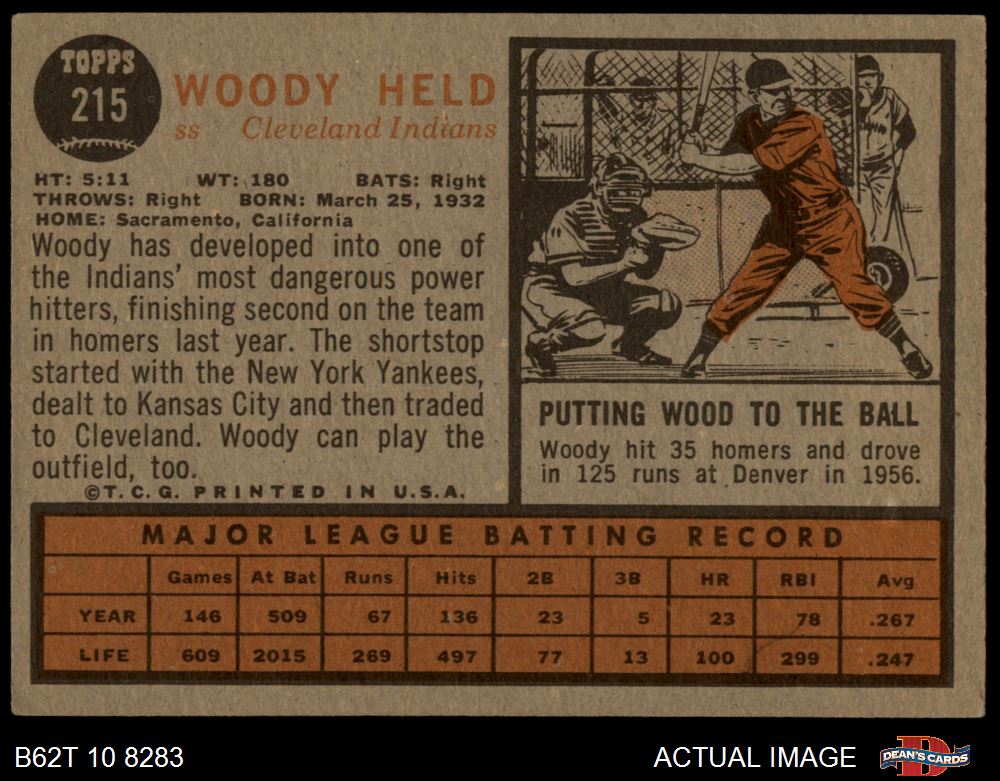 TOPPS
215
WOODY HELD
ss Cleveland Indians
HT: 5:11 WT: 180 BATS: Right
THROWS: Right BORN: March 25, 1932
HOME: Sacramento, California
Woody has developed into one of
the Indians' most dangerous power
hitters, finishing second on the team
in homers last year. The shortstop
started with the New York Yankees,
dealt to Kansas City and then traded
to Cleveland. Woody can play the
outfield, too.
©T.C.G. PRINTED IN U.S.A.
PUTTING WOOD TO THE BALL
Woody hit 35 homers and drove
in 125 runs at Denver in 1956.
MAJOR LEAGUE BATTING RECORD
Games At Bat Runs Hits 2B 3B HR RBI Avg
YEAR 146 509 67 136 23 5 23 78 .267
LIFE 609 2015 269 497 77 13 100 299 .247
B62T 10 8283 ACTUAL IMAGE D DEAN'S CARDS